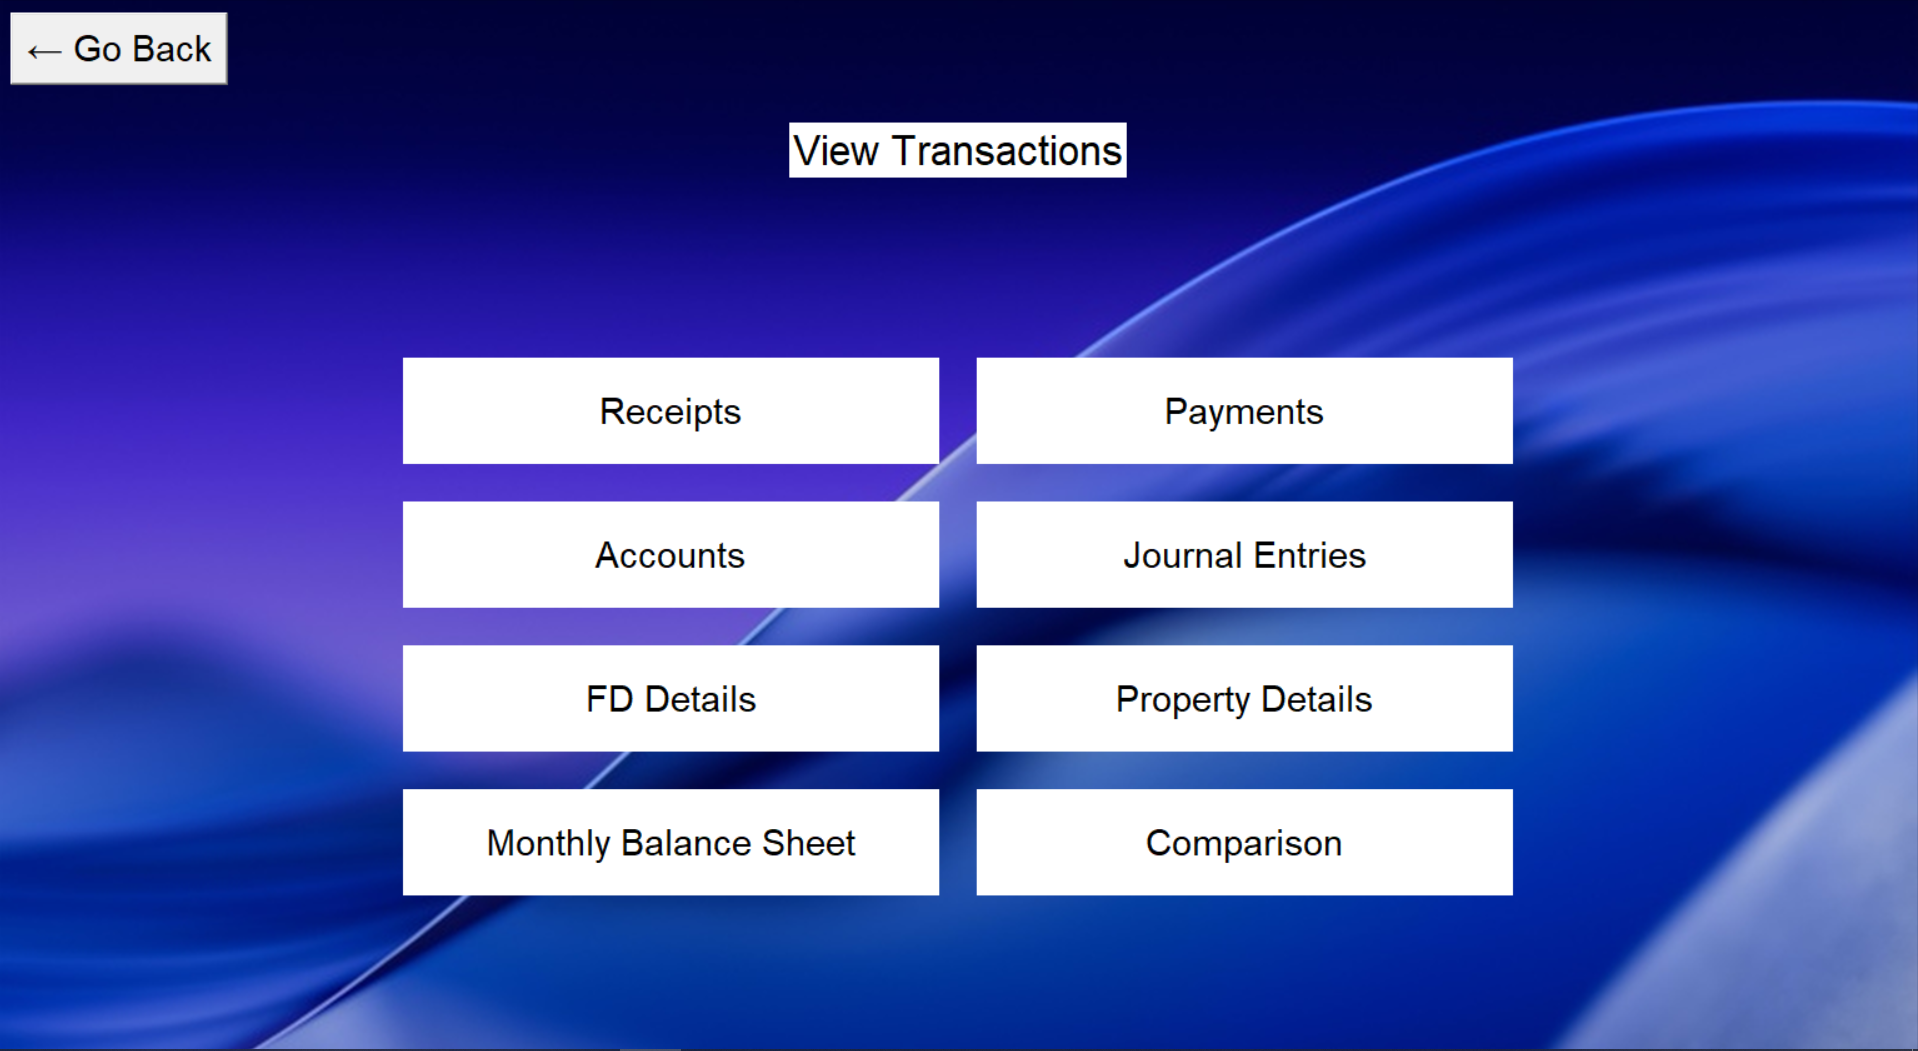 ← Go Back
View Transactions
Receipts
Payments
Accounts
Journal Entries
FD Details
Property Details
Monthly Balance Sheet
Comparison